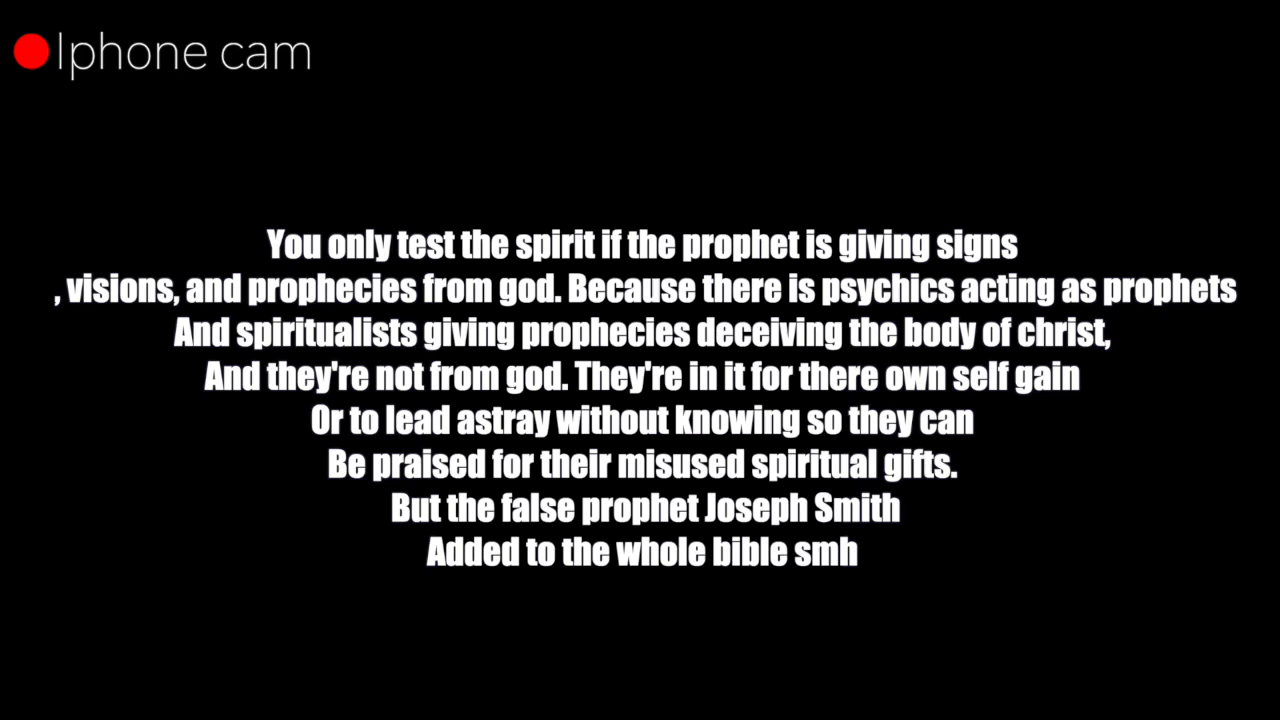 Iphone cam
You only test the spirit if the prophet is giving signs
, visions, and prophecies from god. Because there is psychics acting as prophets
And spiritualists giving prophecies deceiving the body of christ,
And they're not from god. They're in it for there own self gain
Or to lead astray without knowing so they can
Be praised for their misused spiritual gifts.
But the false prophet Joseph Smith
Added to the whole bible smh